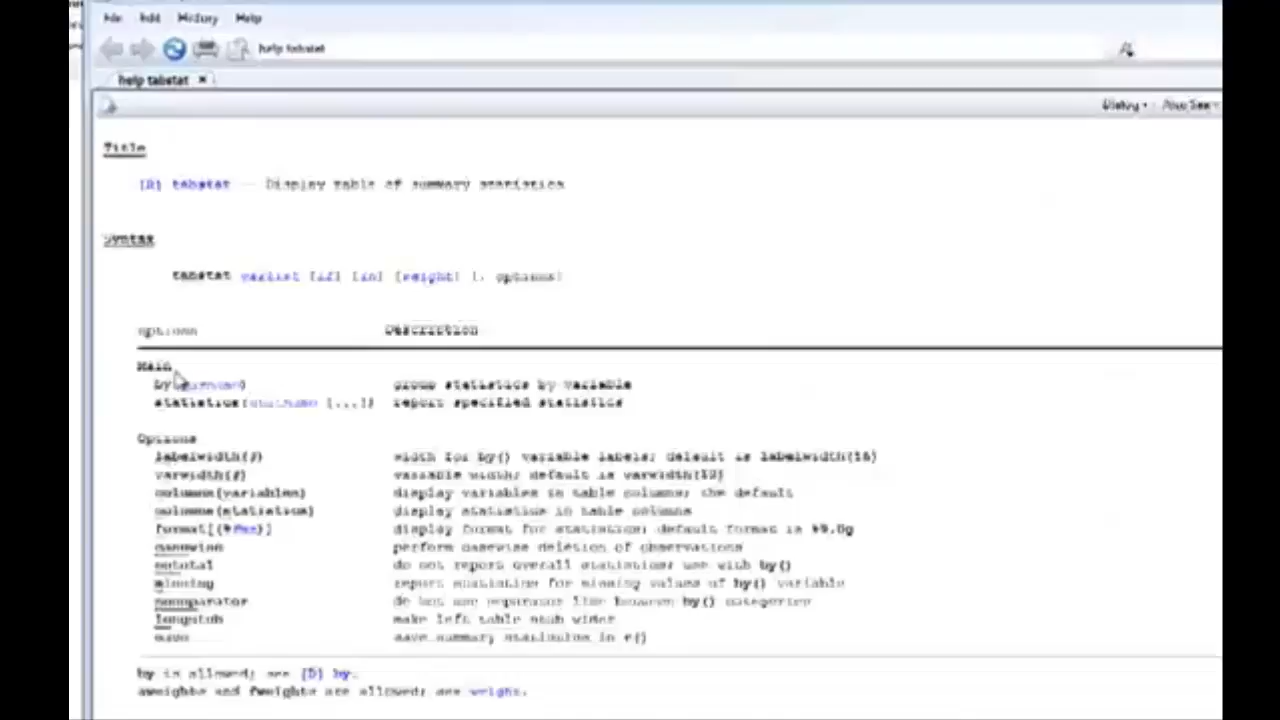 File Edit History Help
help tabstat
help tabstat ×
Dialog Also See
Title
[R] tabstat -- Display table of summary statistics
Syntax
tabstat varlist [if] [in] [weight] [, options]
options Description
Main
by(varname) group statistics by variable
statistics(statname [...]) report specified statistics
Options
labelwidth(#) width for by() variable labels; default is labelwidth(16)
varwidth(#) variable width; default is varwidth(12)
columns(variables) display variables in table columns; the default
columns(statistics) display statistics in table columns
format[(%fmt)] display format for statistics; default format is %9.0g
casewise perform casewise deletion of observations
nototal do not report overall statistics; use with by()
missing report statistics for missing values of by() variable
noseparator do not use separator line between by() categories
longstub make left table stub wider
save save summary statistics in r()
by is allowed; see [D] by.
aweights and fweights are allowed; see weight.